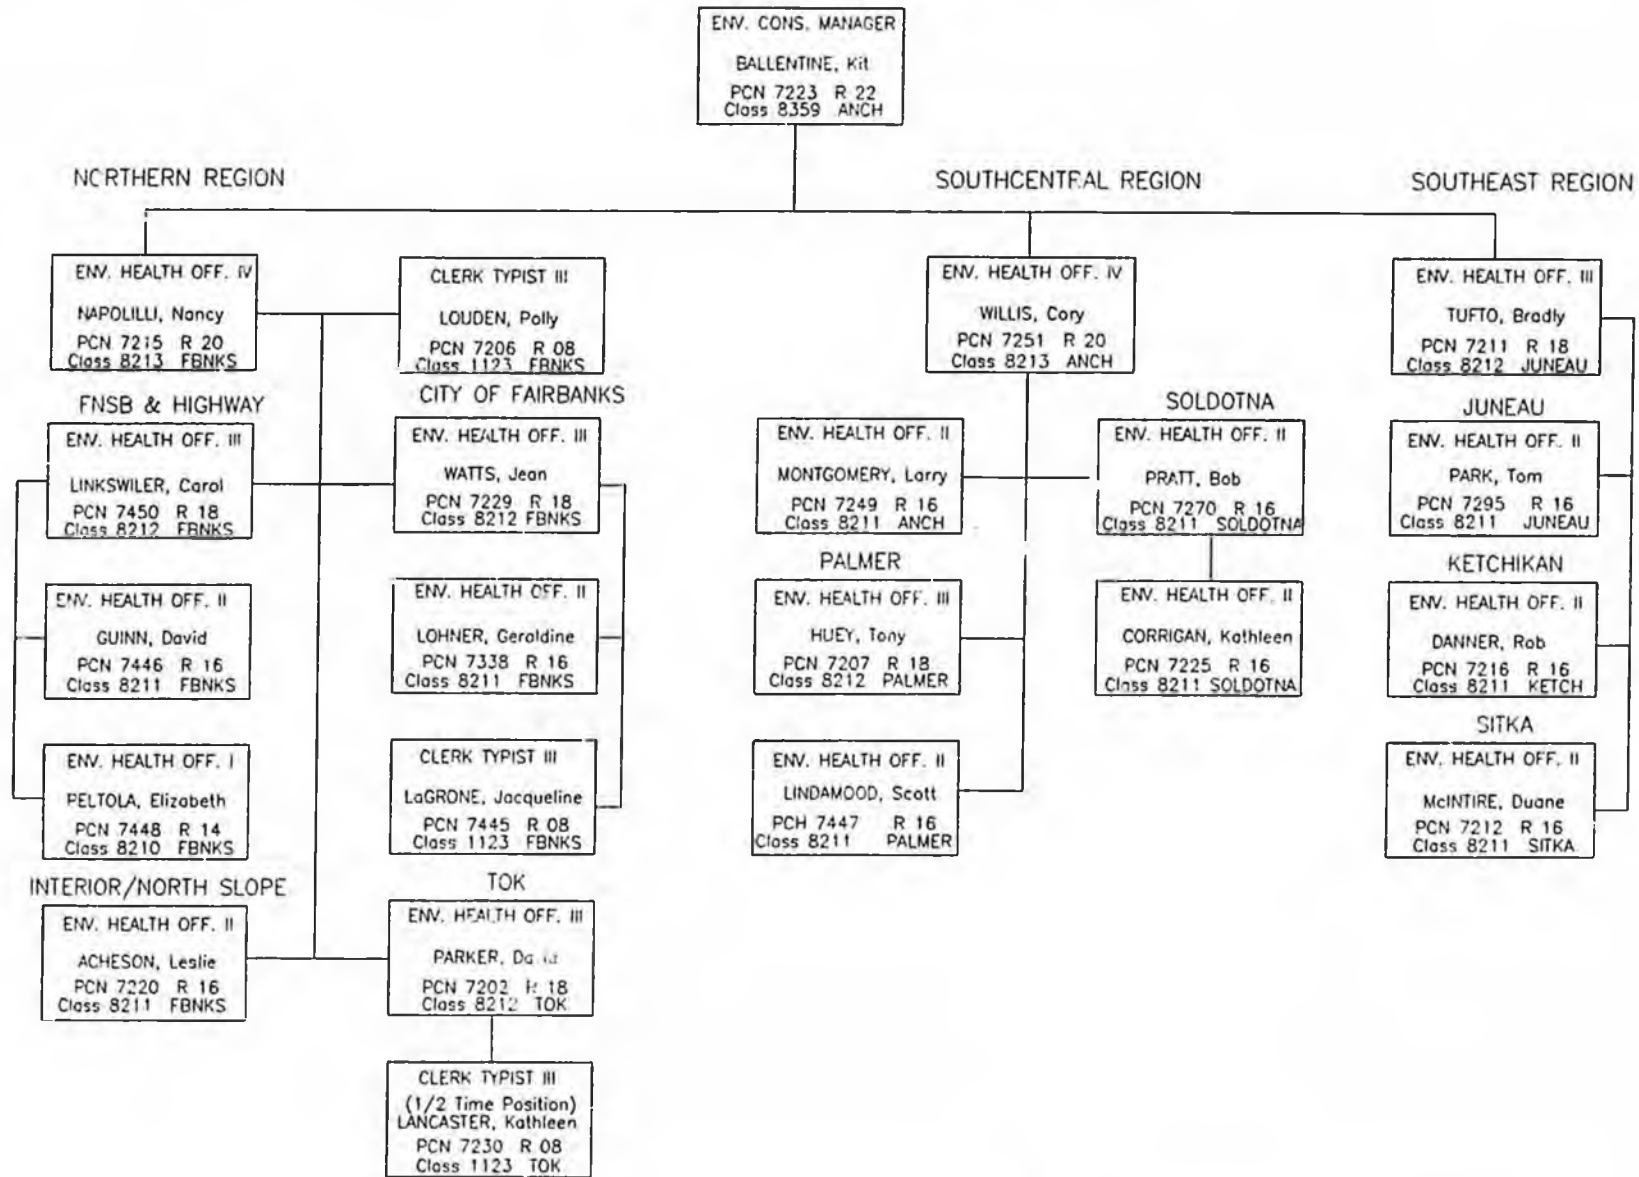 ENV. CONS. MANAGER
BALLENTINE, Kit
PCN 7223 R 22
Class 8359 ANCH
NORTHERN REGION
SOUTHCENTRAL REGION
SOUTHEAST REGION
ENV. HEALTH OFF. IV
NAPOLILLI, Nancy
PCN 7215 R 20
Class 8213 FBNKS
CLERK TYPIST III
LOUDEN, Polly
PCN 7206 R 08
Class 1123 FBNKS
FNSB & HIGHWAY
ENV. HEALTH OFF. III
LINKSWILER, Carol
PCN 7450 R 18
Class 8212 FBNKS
ENV. HEALTH OFF. II
GUINN, David
PCN 7446 R 16
Class 8211 FBNKS
ENV. HEALTH OFF. I
PELTOLA, Elizabeth
PCN 7448 R 14
Class 8210 FBNKS
INTERIOR/NORTH SLOPE
ENV. HEALTH OFF. II
ACHESON, Leslie
PCN 7220 R 16
Class 8211 FBNKS
CITY OF FAIRBANKS
ENV. HEALTH OFF. III
WATTS, Jean
PCN 7229 R 18
Class 8212 FBNKS
ENV. HEALTH OFF. II
LOHNER, Geraldine
PCN 7338 R 16
Class 8211 FBNKS
CLERK TYPIST III
LaGRONE, Jacqueline
PCN 7445 R 08
Class 1123 FBNKS
TOK
ENV. HEALTH OFF. III
PARKER,
PCN 7202 R 18
Class 8212 TOK
CLERK TYPIST III
(1/2 Time Position)
LANCASTER, Kathleen
PCN 7230 R 08
Class 1123 TOK
ENV. HEALTH OFF. IV
WILLIS, Cory
PCN 7251 R 20
Class 8213 ANCH
ENV. HEALTH OFF. II
MONTGOMERY, Larry
PCN 7249 R 16
Class 8211 ANCH
PALMER
ENV. HEALTH OFF. III
HUEY, Tony
PCN 7207 R 18
Class 8212 PALMER
ENV. HEALTH OFF. II
LINDAMOOD, Scott
PCH 7447 R 16
Class 8211 PALMER
SOLDOTNA
ENV. HEALTH OFF. II
PRATT, Bob
PCN 7270 R 16
Class 8211 SOLDOTNA
ENV. HEALTH OFF. II
CORRIGAN, Kathleen
PCN 7225 R 16
Class 8211 SOLDOTNA
ENV. HEALTH OFF. III
TUFTO, Bradly
PCN 7211 R 18
Class 8212 JUNEAU
JUNEAU
ENV. HEALTH OFF. II
PARK, Tom
PCN 7295 R 16
Class 8211 JUNEAU
KETCHIKAN
ENV. HEALTH OFF. II
DANNER, Rob
PCN 7216 R 16
Class 8211 KETCH
SITKA
ENV. HEALTH OFF. II
McINTIRE, Duane
PCN 7212 R 16
Class 8211 SITKA